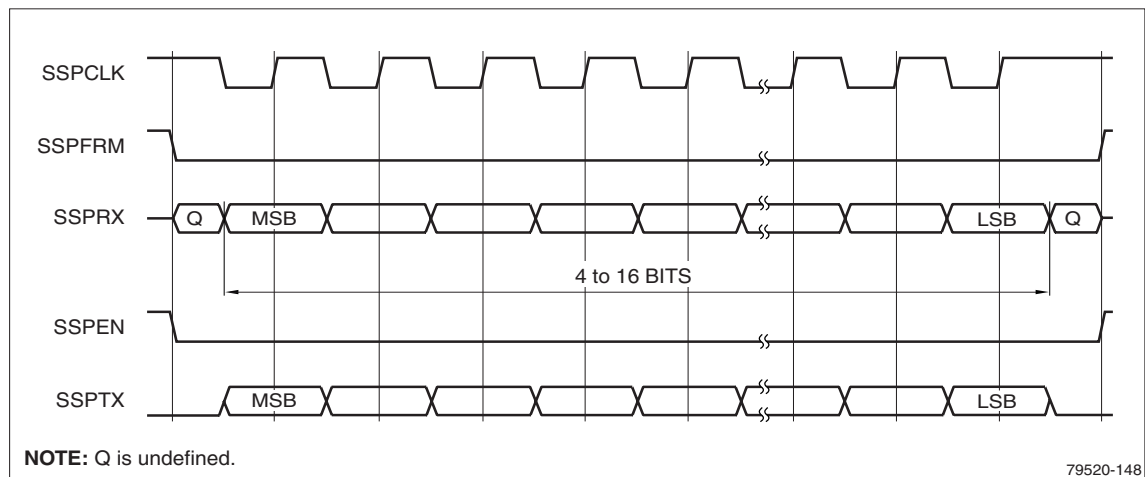 SSPCLK
SSPFRM
SSPRX
Q MSB LSB Q
4 to 16 BITS
SSPEN
SSPTX
MSB LSB
NOTE: Q is undefined.
79520-148